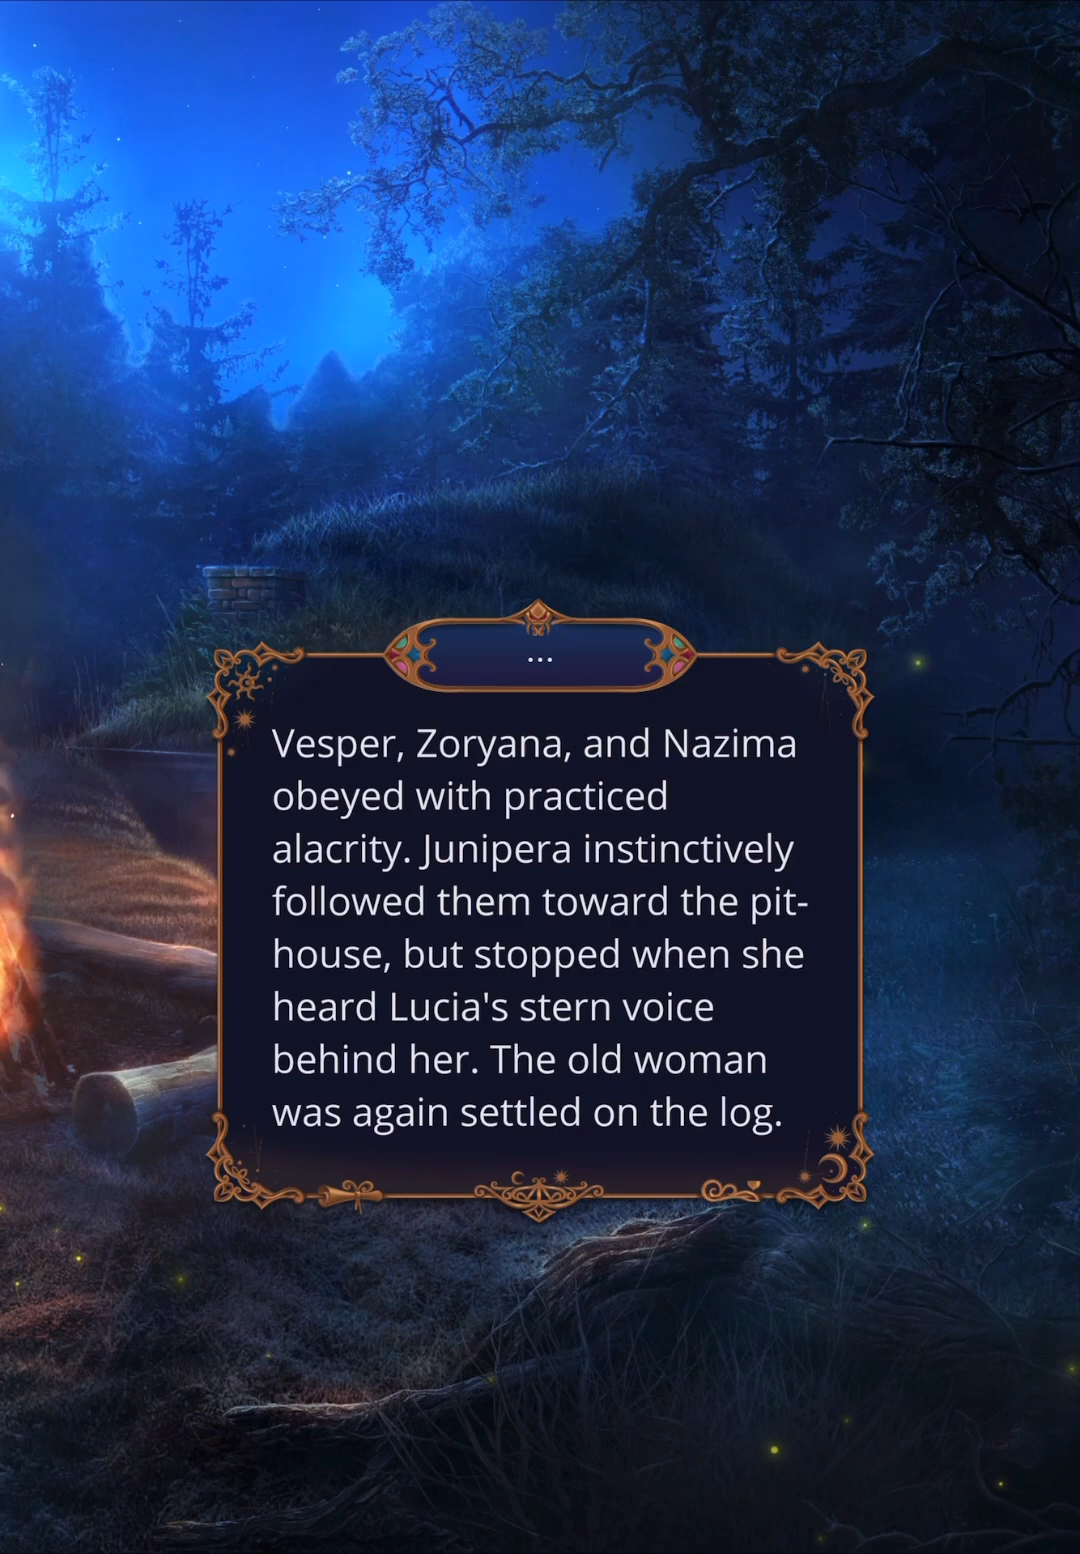 ...
Vesper, Zoryana, and Nazima
obeyed with practiced
alacrity. Junipera instinctively
followed them toward the pit-
house, but stopped when she
heard Lucia's stern voice
behind her. The old woman
was again settled on the log.